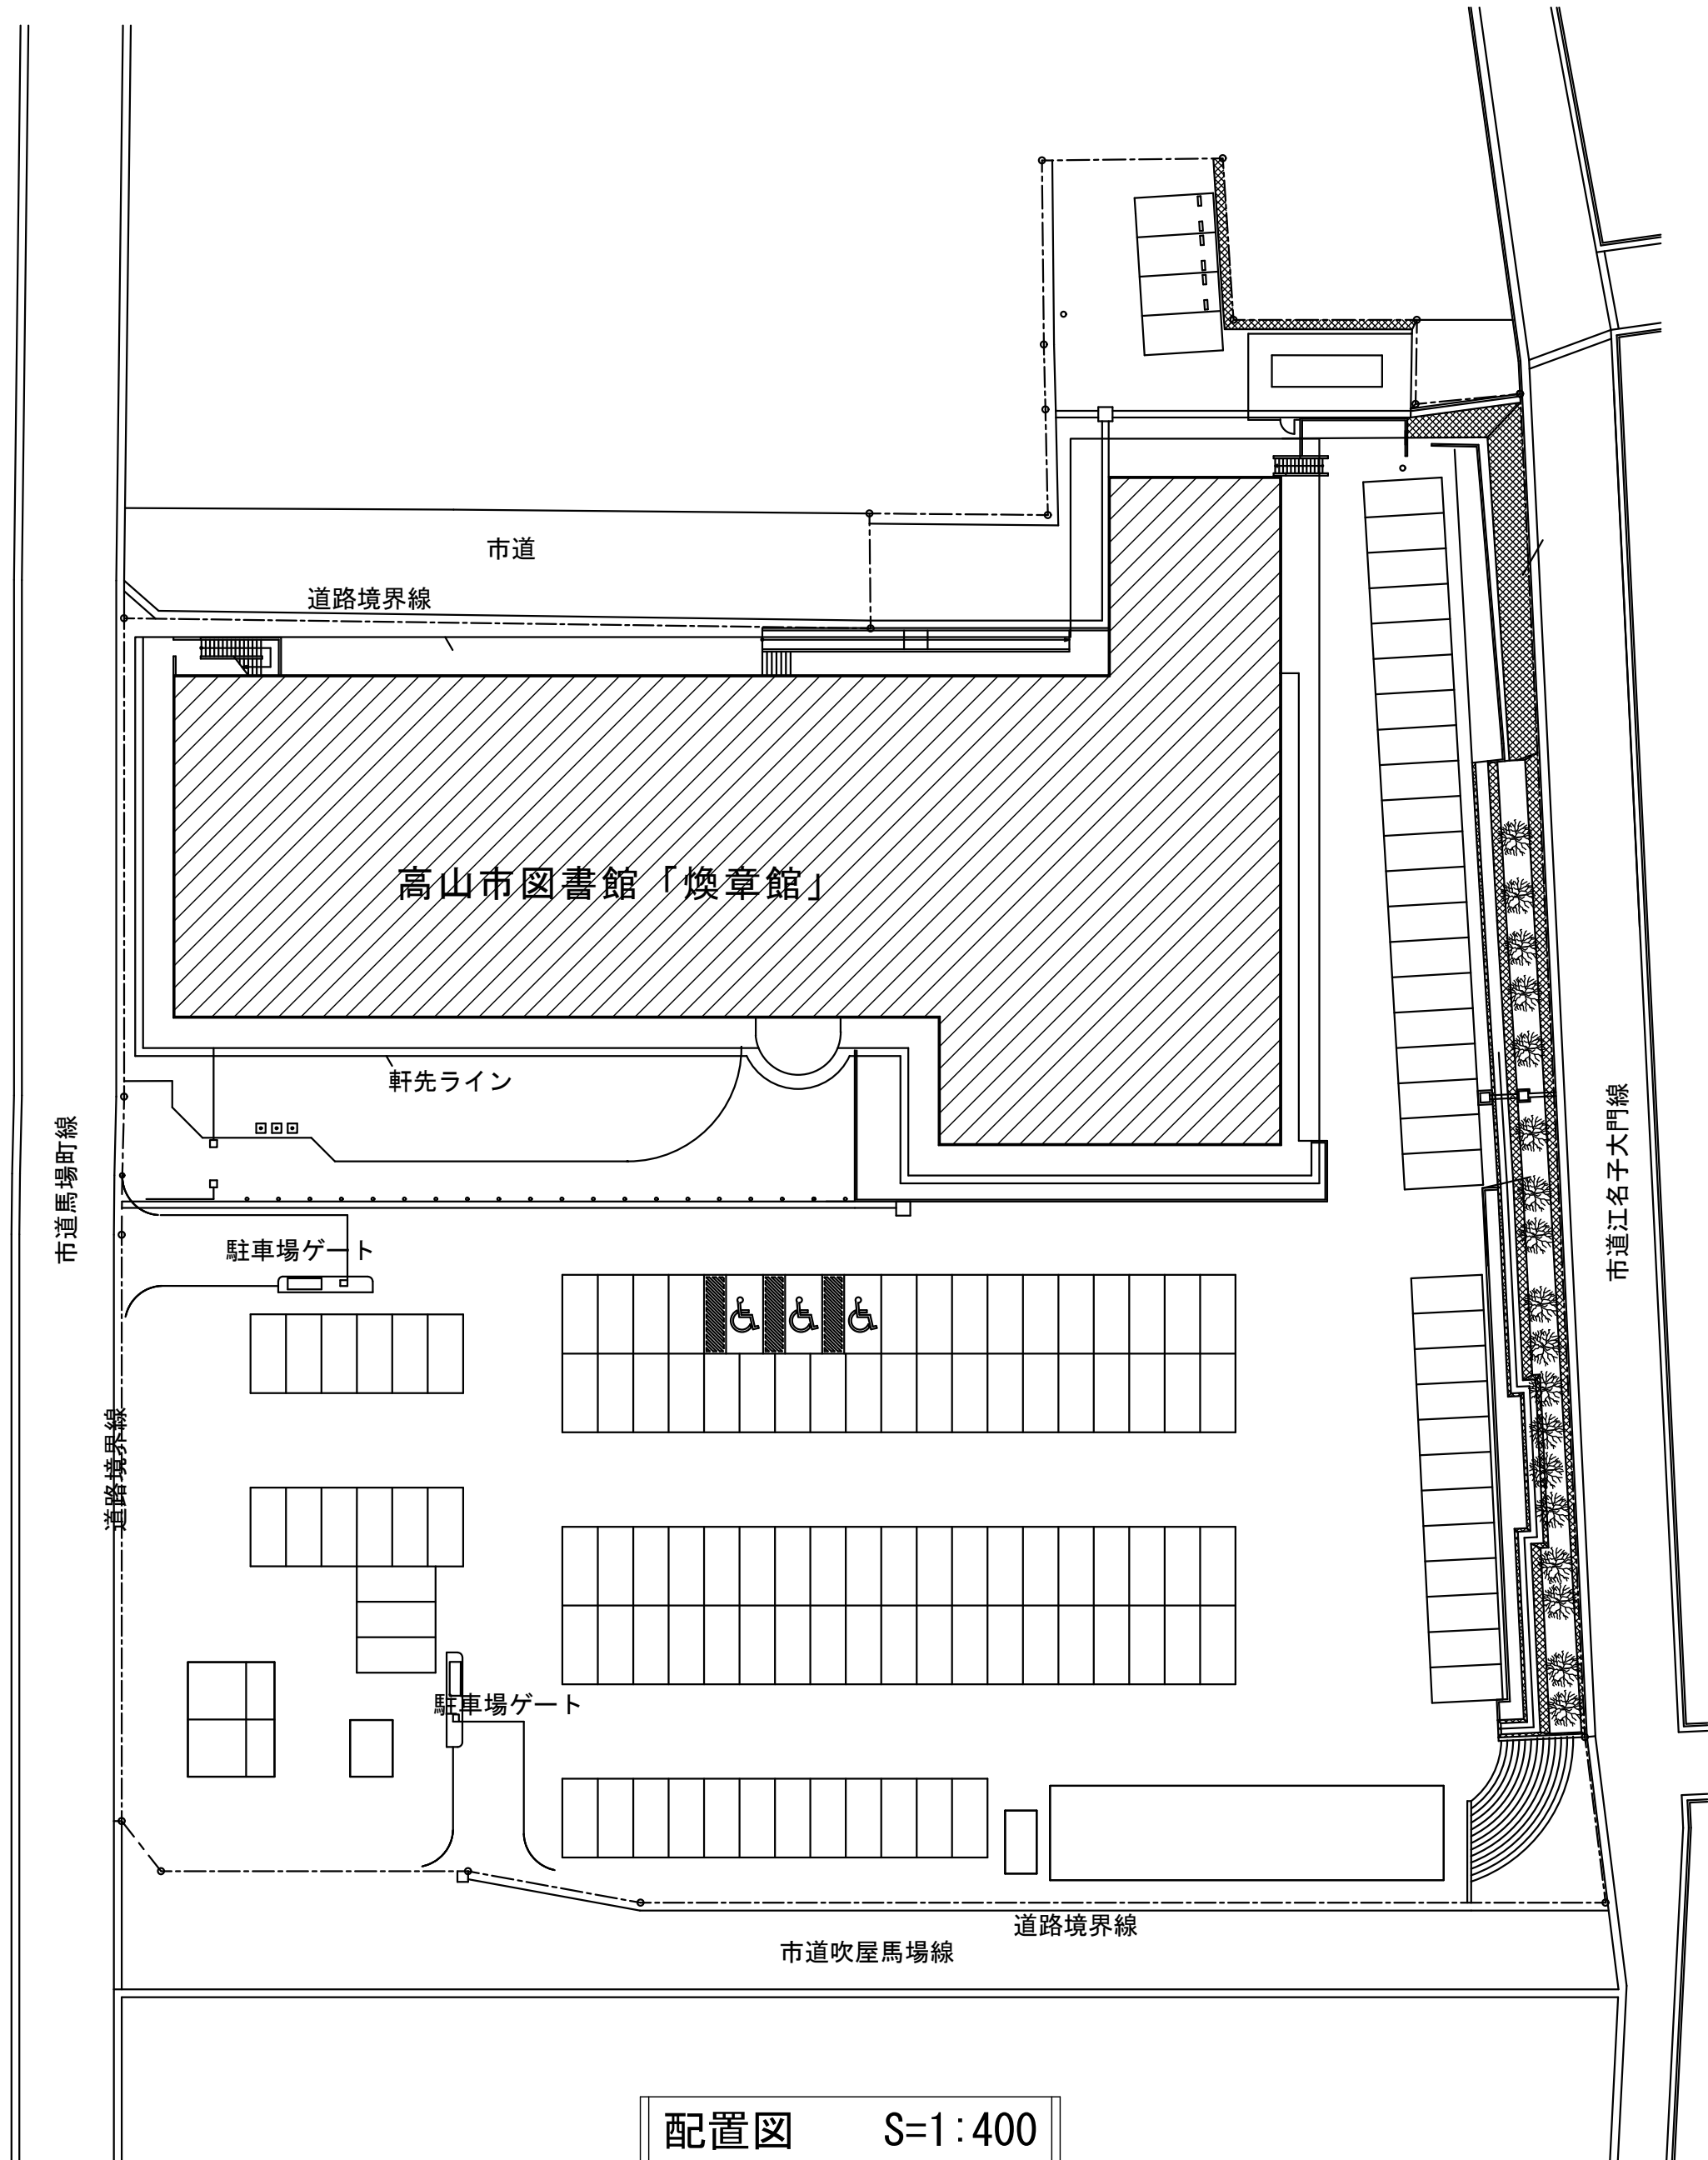 市道
道路境界線
高山市図書館「煥章館」
軒先ライン
市道馬場町線
市道江名子大門線
駐車場ゲート
道路境界線
駐車場ゲート
道路境界線
市道吹屋馬場線
配置図 S=1:400